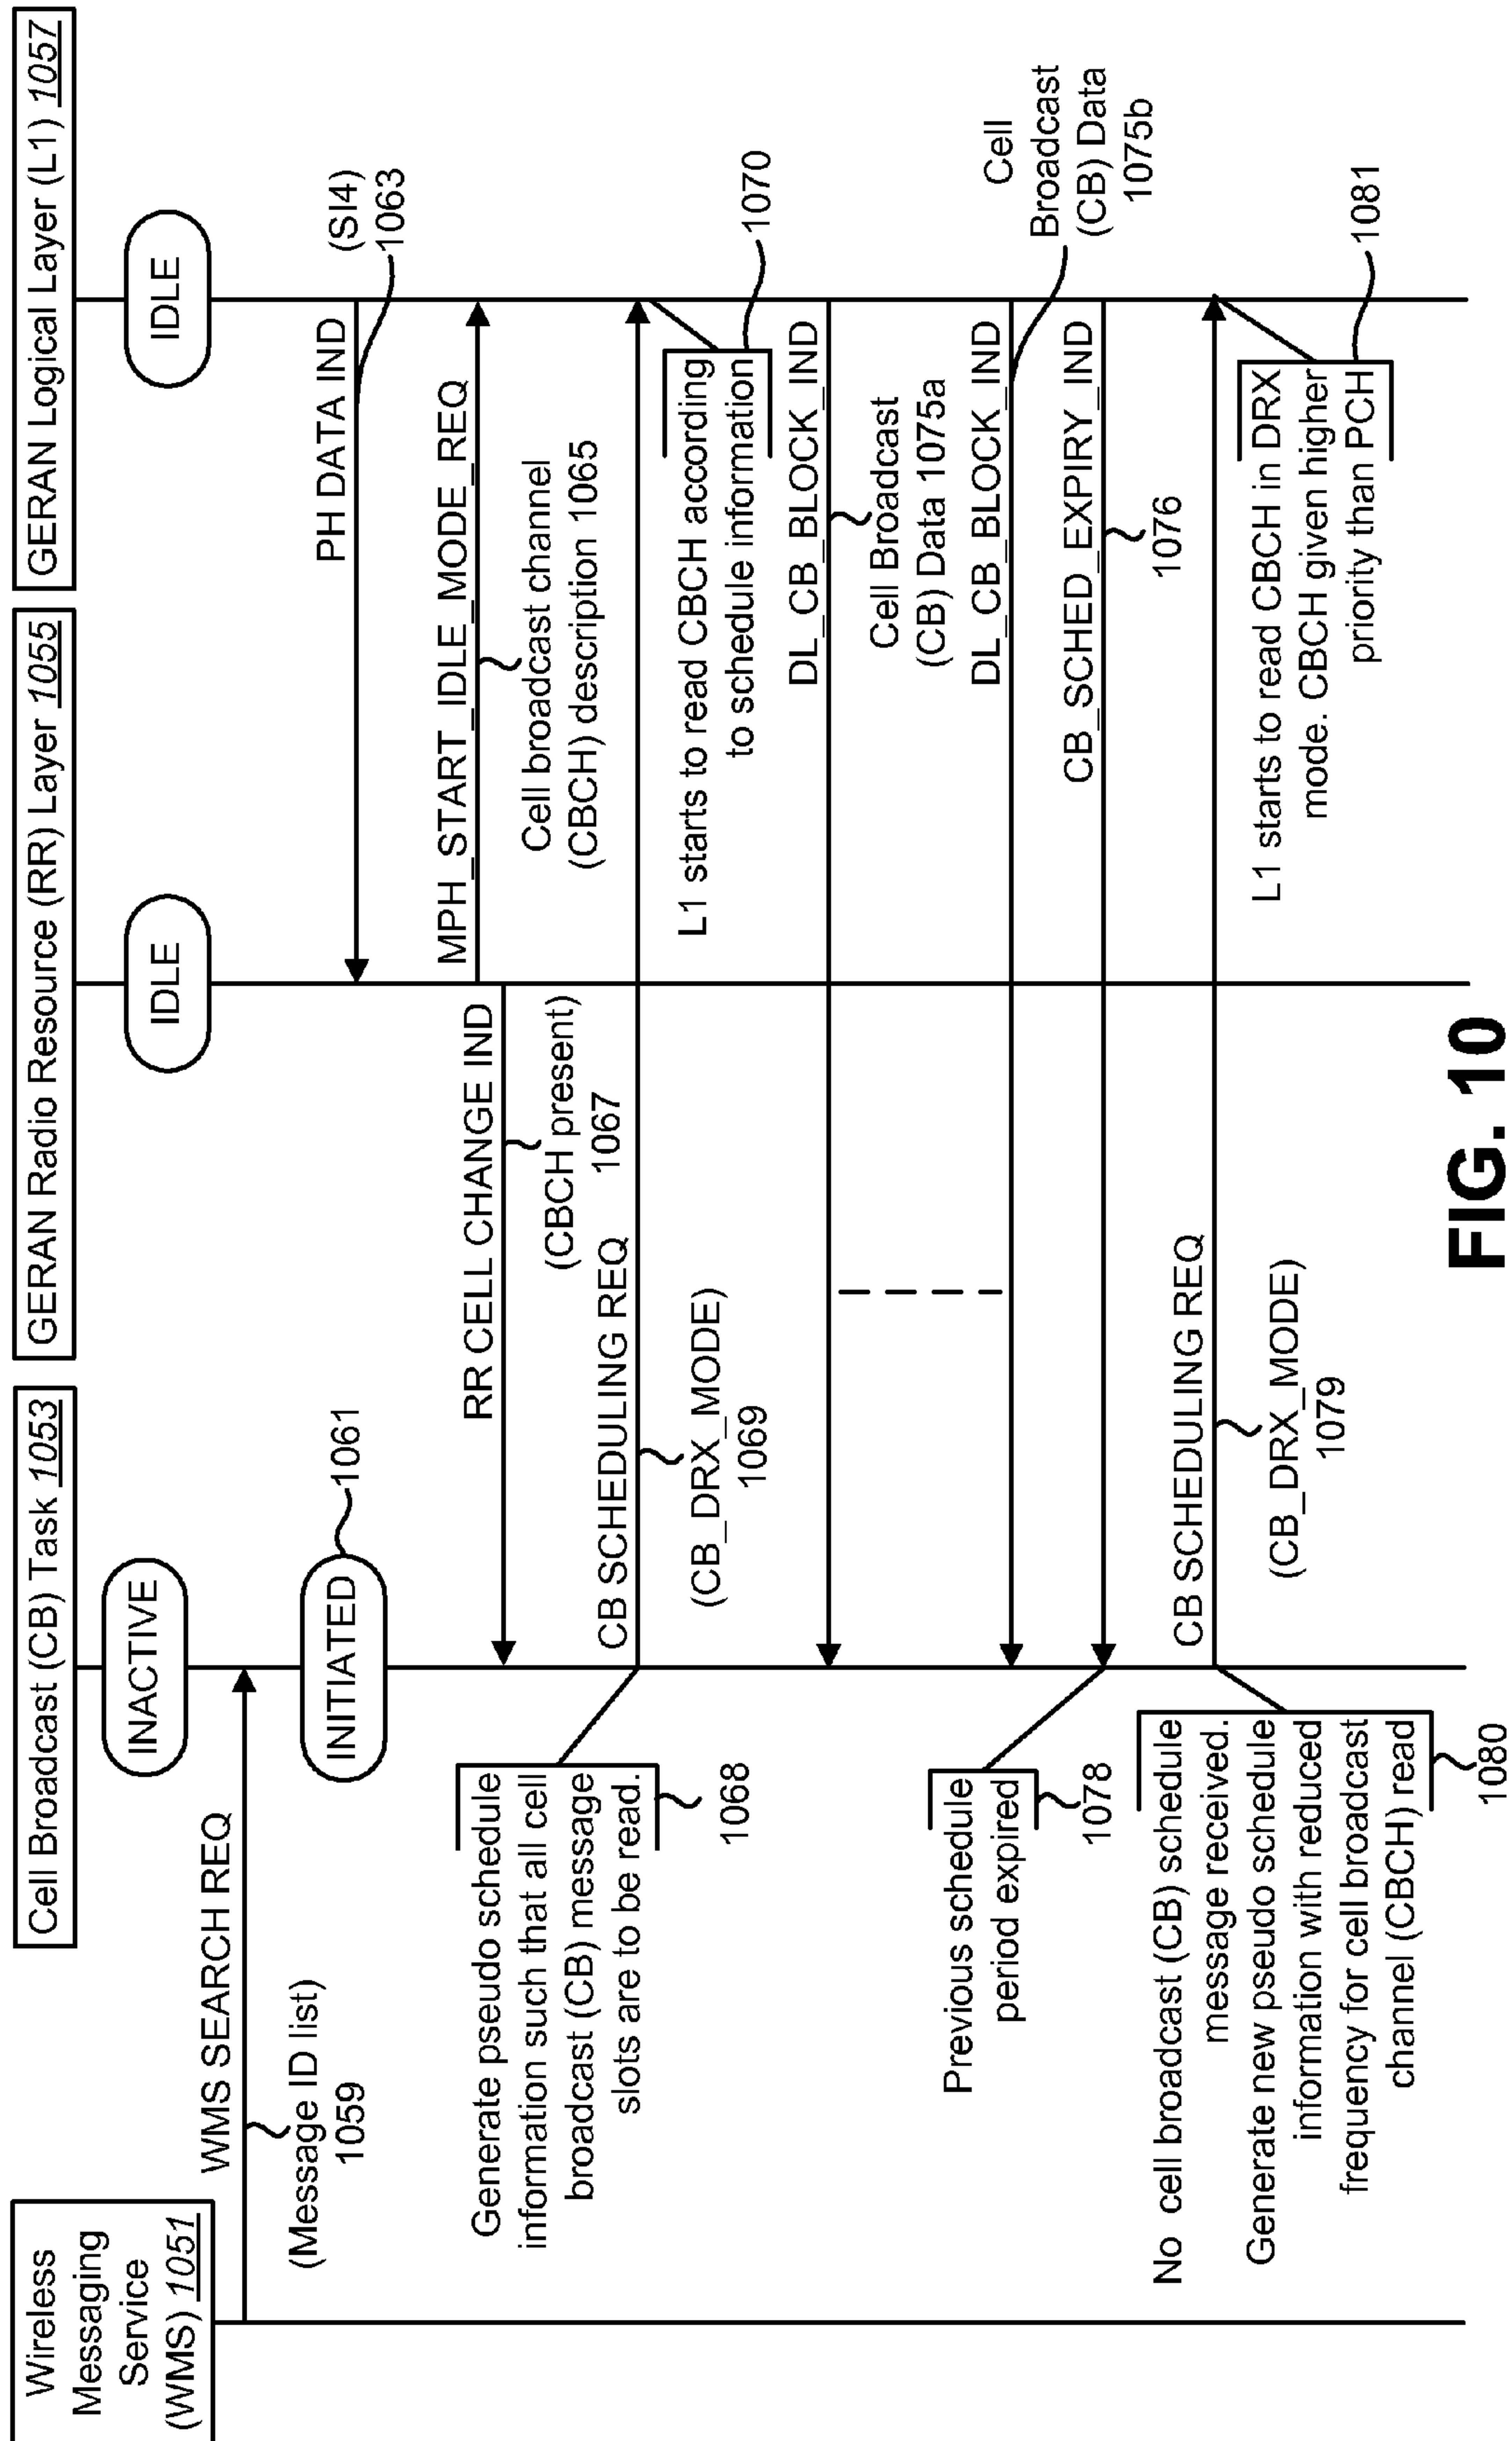 Wireless
Messaging
Service
(WMS) 1051
Cell Broadcast (CB) Task 1053
GERAN Radio Resource (RR) Layer 1055
GERAN Logical Layer (L1) 1057
INACTIVE
IDLE
IDLE
WMS SEARCH REQ
(Message ID list)
1059
INITIATED
1061
PH DATA IND
(SI4)
1063
MPH_START_IDLE_MODE_REQ
Cell broadcast channel
(CBCH) description 1065
RR CELL CHANGE IND
(CBCH present)
1067
Generate pseudo schedule
information such that all cell
broadcast (CB) message
slots are to be read.
1068
CB SCHEDULING REQ
(CB_DRX_MODE)
1069
L1 starts to read CBCH according
to schedule information
1070
DL_CB_BLOCK_IND
Cell Broadcast
(CB) Data 1075a
DL_CB_BLOCK_IND
Cell
Broadcast
(CB) Data
1075b
CB_SCHED_EXPIRY_IND
1076
Previous schedule
period expired
1078
CB SCHEDULING REQ
(CB_DRX_MODE)
1079
No cell broadcast (CB) schedule
message received.
Generate new pseudo schedule
information with reduced
frequency for cell broadcast
channel (CBCH) read
1080
L1 starts to read CBCH in DRX
mode. CBCH given higher
priority than PCH
1081
FIG. 10